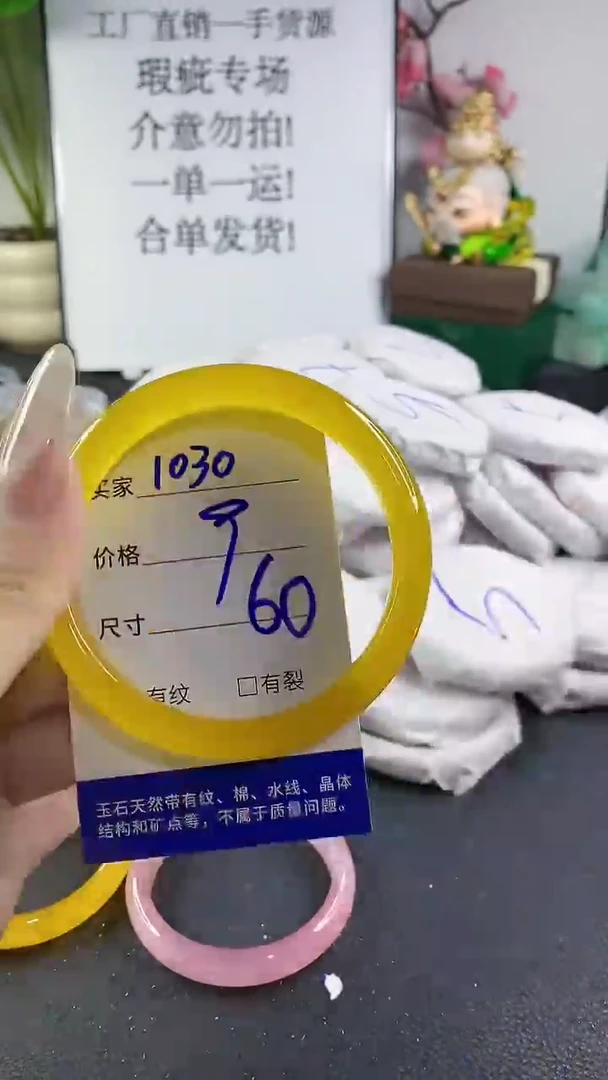 工厂直销一手货源
瑕疵专场
介意勿拍!
一单一运!
合单发货!
买家 1030
价格
尺寸 60
有纹 □有裂
玉石天然带有纹、棉、水线、晶体
结构和矿点等，不属于质量问题。